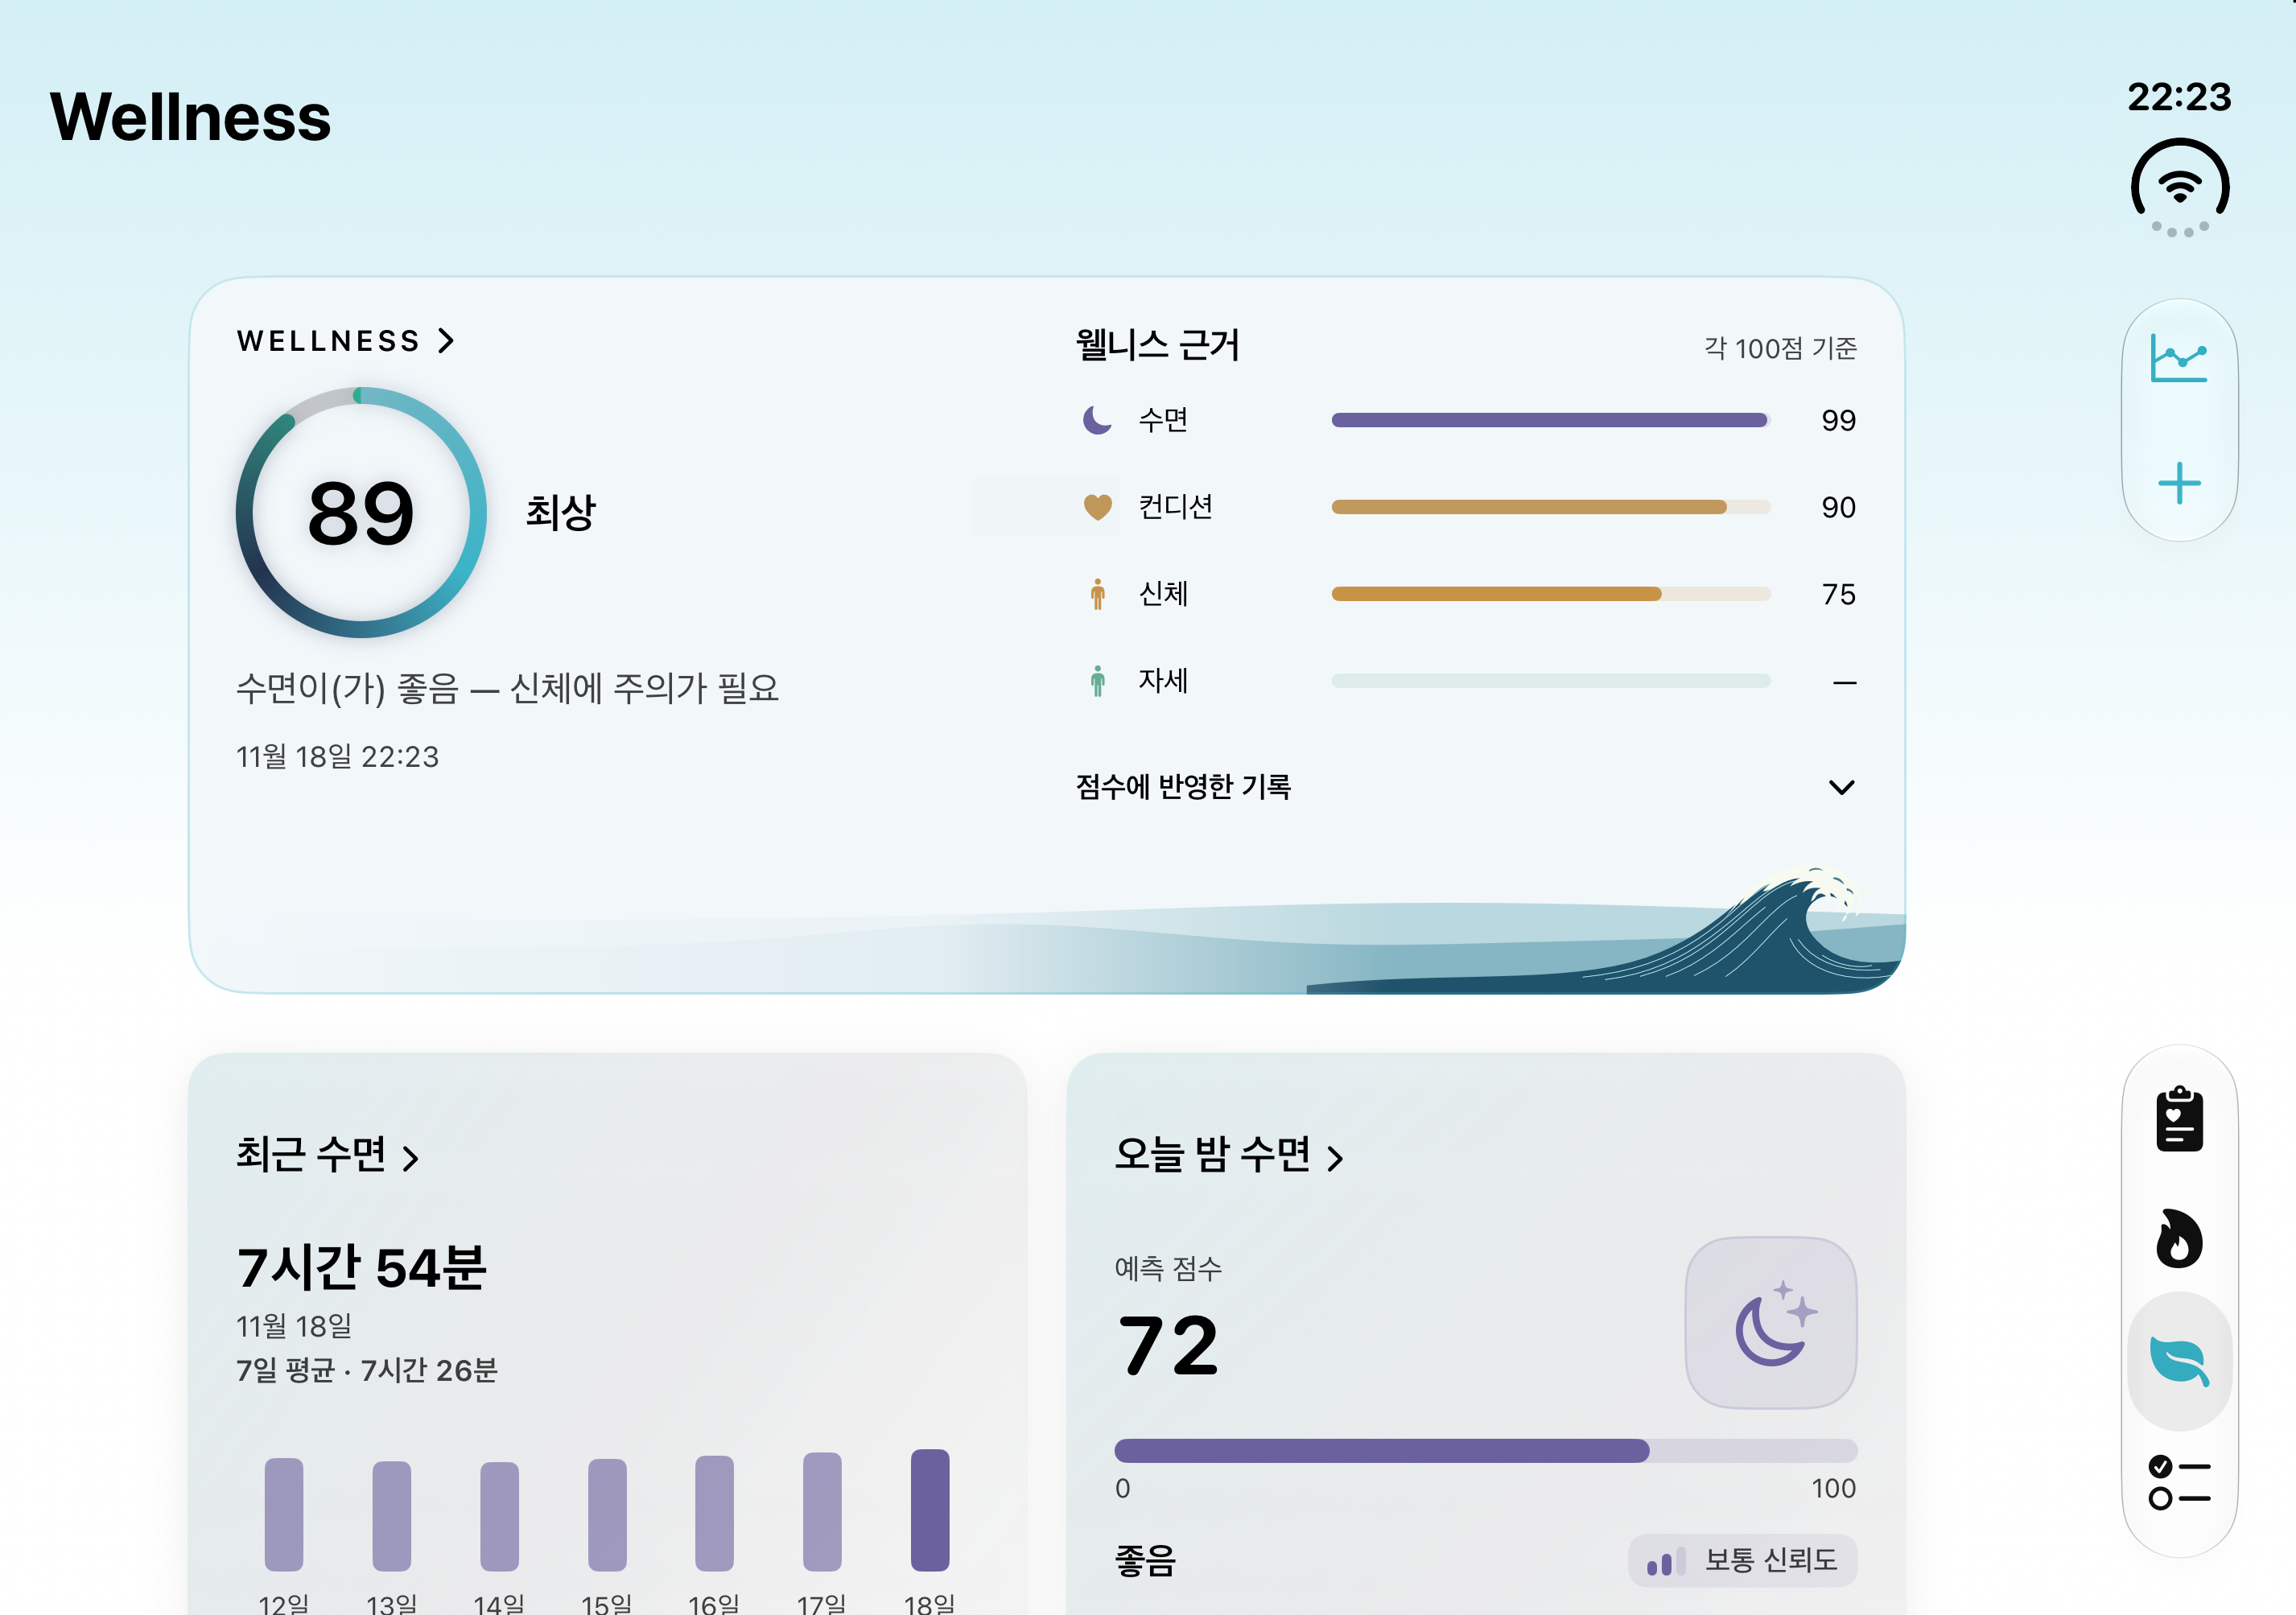 Wellness
22:23
WELLNESS
89
최상
수면이(가) 좋음 — 신체에 주의가 필요
11월 18일 22:23
웰니스 근거
각 100점 기준
수면
99
컨디션
90
신체
75
자세
—
점수에 반영한 기록
최근 수면
7시간 54분
11월 18일
7일 평균 · 7시간 26분
12일 13일 14일 15일 16일 17일 18일
오늘 밤 수면
예측 점수
72
0 100
좋음
보통 신뢰도